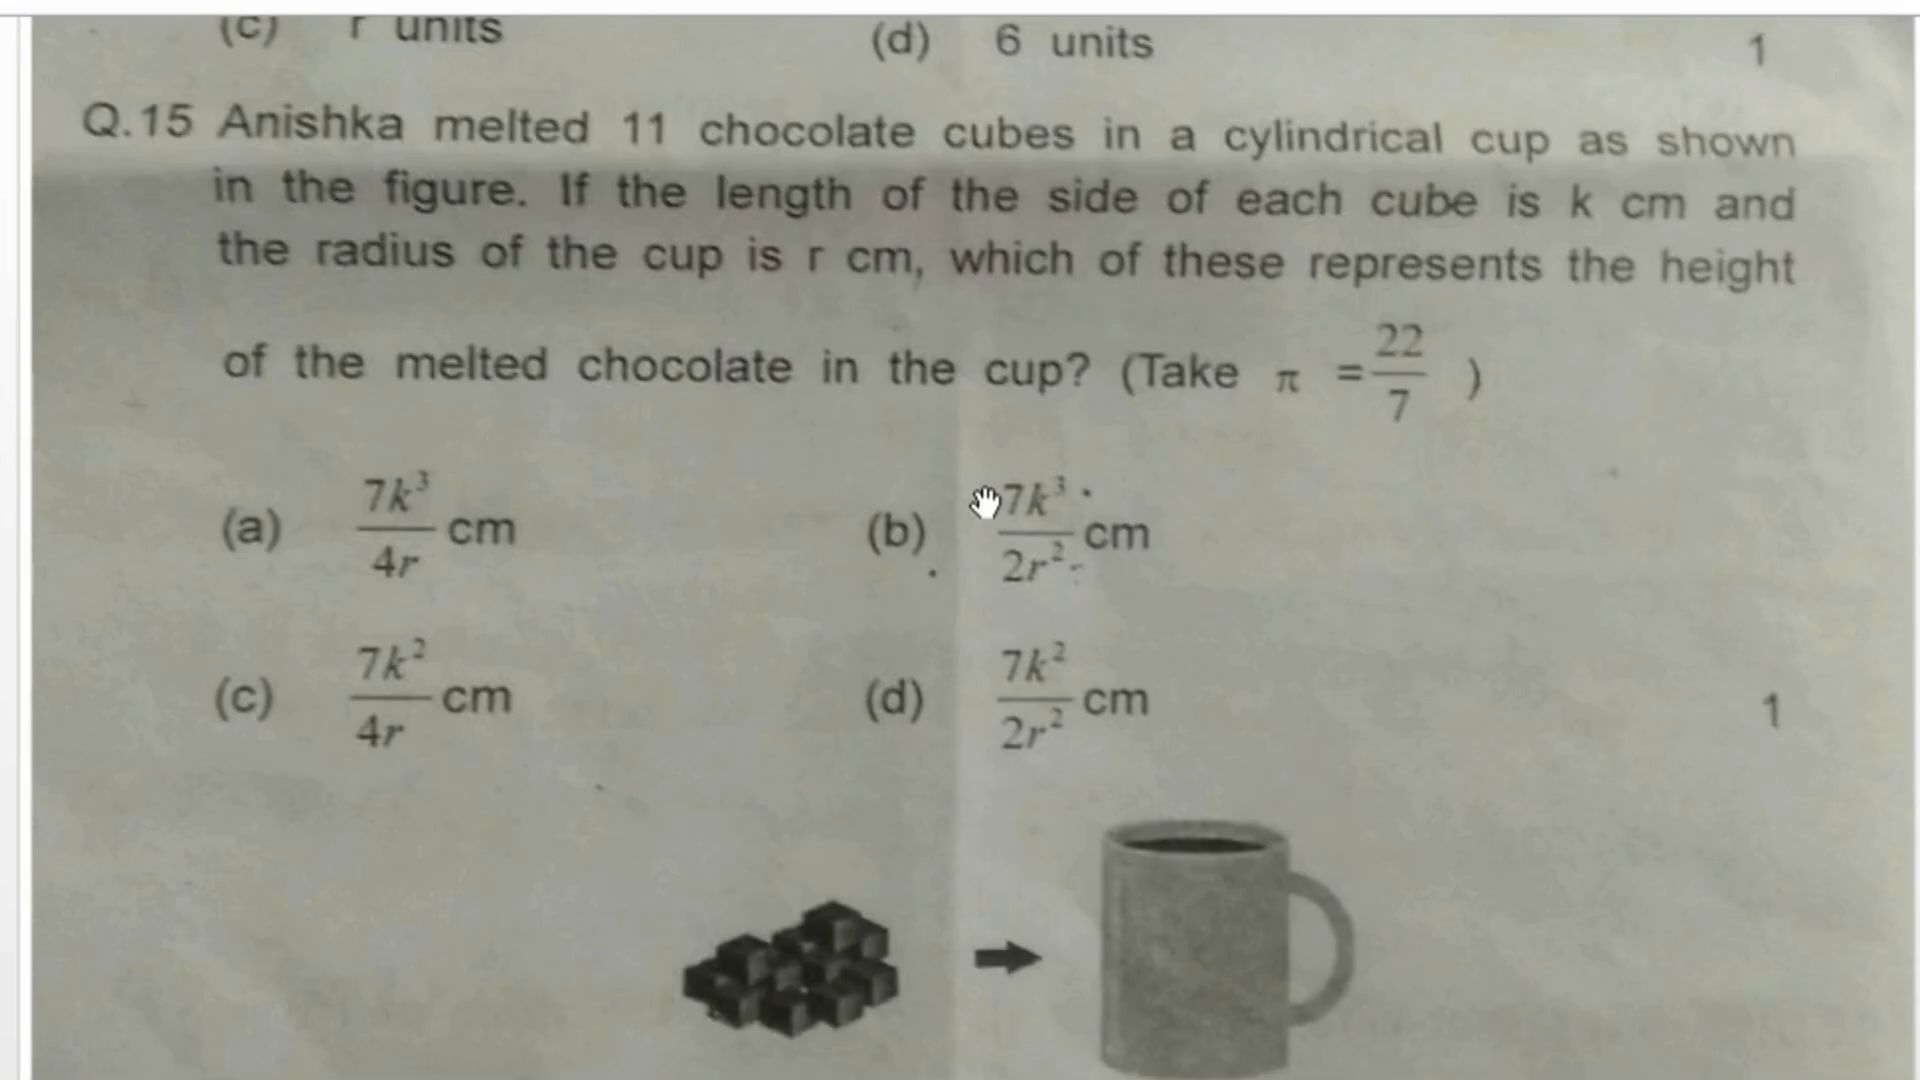 (c) r units (d) 6 units 1
Q.15 Anishka melted 11 chocolate cubes in a cylindrical cup as shown
in the figure. If the length of the side of each cube is k cm and
the radius of the cup is r cm, which of these represents the height
of the melted chocolate in the cup? (Take π = 22/7 )
(a) 7k³/4r cm (b) 7k³/2r² cm
(c) 7k²/4r cm (d) 7k²/2r² cm 1